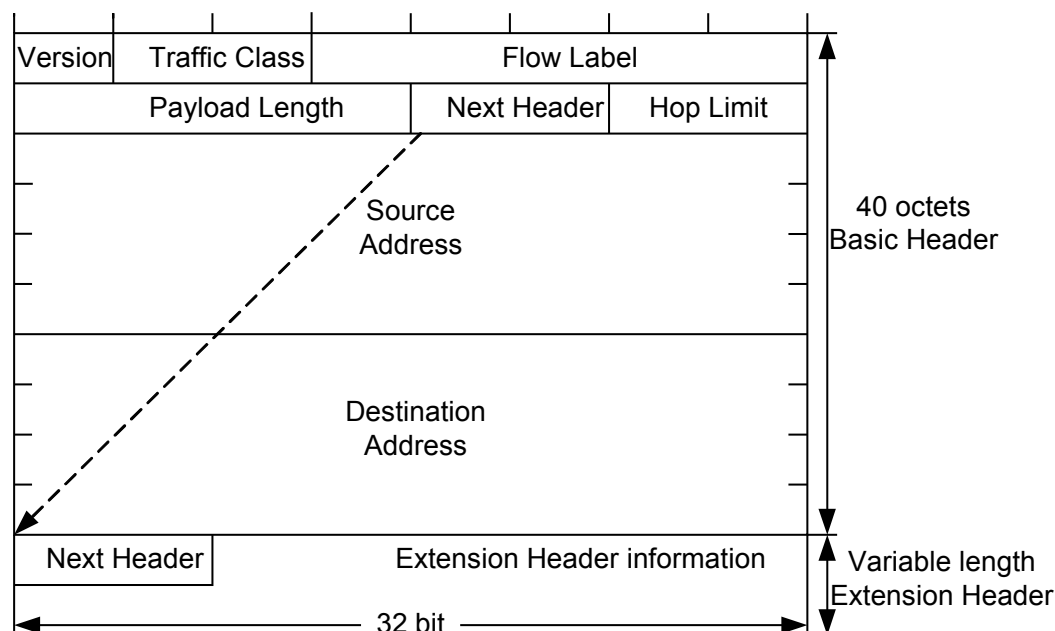 Version Traffic Class Flow Label
Payload Length Next Header Hop Limit
Source
Address
40 octets
Basic Header
Destination
Address
Next Header Extension Header information
Variable length
Extension Header
32 bit